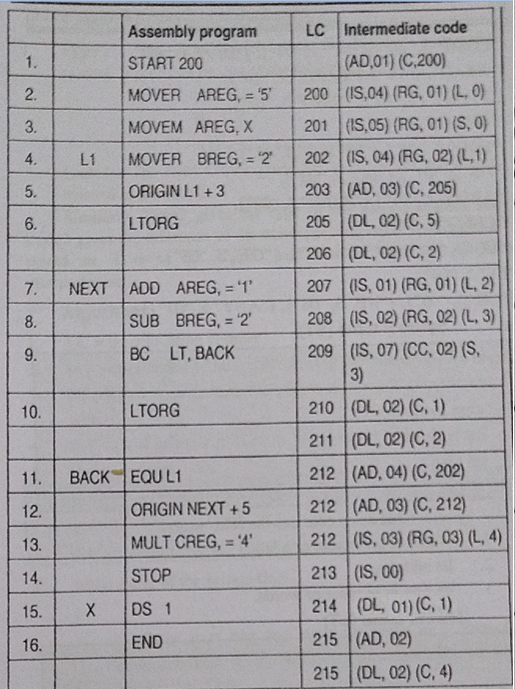 Assembly program LC Intermediate code
1. START 200 (AD,01) (C,200)
2. MOVER AREG, = '5' 200 (IS,04) (RG, 01) (L, 0)
3. MOVEM AREG, X 201 (IS,05) (RG, 01) (S, 0)
4. L1 MOVER BREG, = '2' 202 (IS, 04) (RG, 02) (L,1)
5. ORIGIN L1 + 3 203 (AD, 03) (C, 205)
6. LTORG 205 (DL, 02) (C, 5)
206 (DL, 02) (C, 2)
7. NEXT ADD AREG, = '1' 207 (IS, 01) (RG, 01) (L, 2)
8. SUB BREG, = '2' 208 (IS, 02) (RG, 02) (L, 3)
9. BC LT, BACK 209 (IS, 07) (CC, 02) (S,
3)
10. LTORG 210 (DL, 02) (C, 1)
211 (DL, 02) (C, 2)
11. BACK EQU L1 212 (AD, 04) (C, 202)
12. ORIGIN NEXT + 5 212 (AD, 03) (C, 212)
13. MULT CREG, = '4' 212 (IS, 03) (RG, 03) (L, 4)
14. STOP 213 (IS, 00)
15. X DS 1 214 (DL, 01) (C, 1)
16. END 215 (AD, 02)
215 (DL, 02) (C, 4)